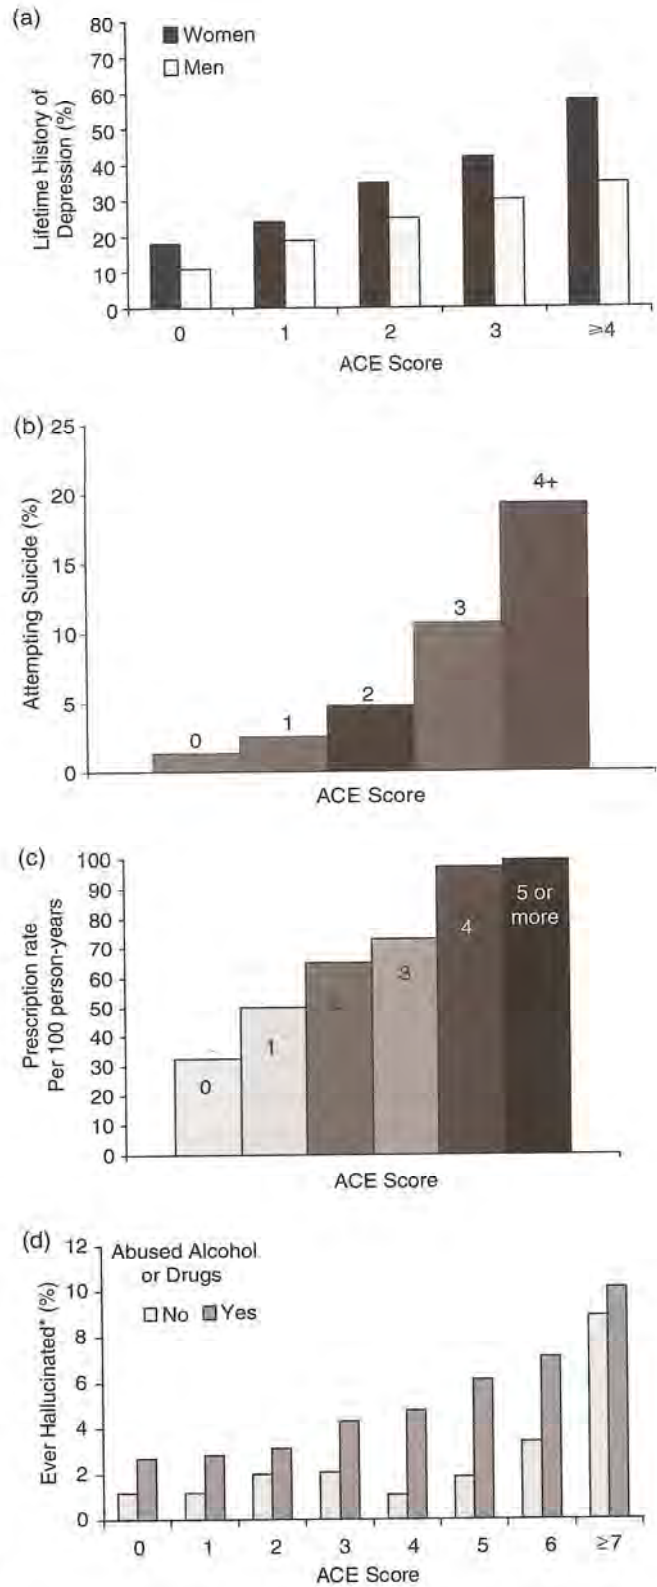 (a)
80
70
60
50
40
30
20
10
0
Lifetime History of
Depression (%)
Women
Men
0 1 2 3 ≥4
ACE Score
(b)
25
20
15
10
5
0
Attempting Suicide (%)
0
1
2
3
4+
ACE Score
(c)
100
90
80
70
60
50
40
30
20
10
0
Prescription rate
Per 100 person-years
0
1
3
4
5 or
more
ACE Score
(d)
12
10
8
6
4
2
0
Ever Hallucinated* (%)
Abused Alcohol
or Drugs
No Yes
0 1 2 3 4 5 6 ≥7
ACE Score